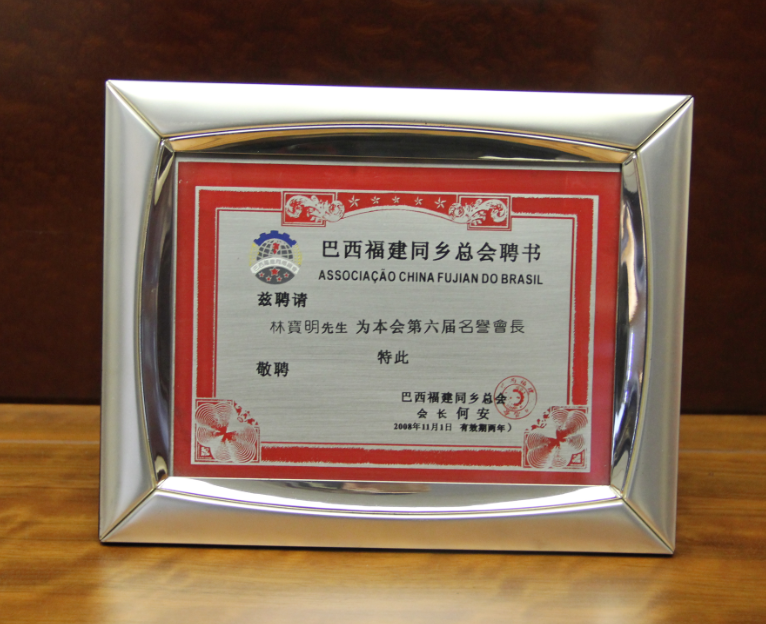 巴西福建同乡总会聘书
ASSOCIAÇÃO CHINA FUJIAN DO BRASIL
兹聘请
林寶明先生 为本会第六届名譽會長
特此
敬聘
巴西福建同乡总会
会 长 何 安
2008年11月1日 有效期两年）